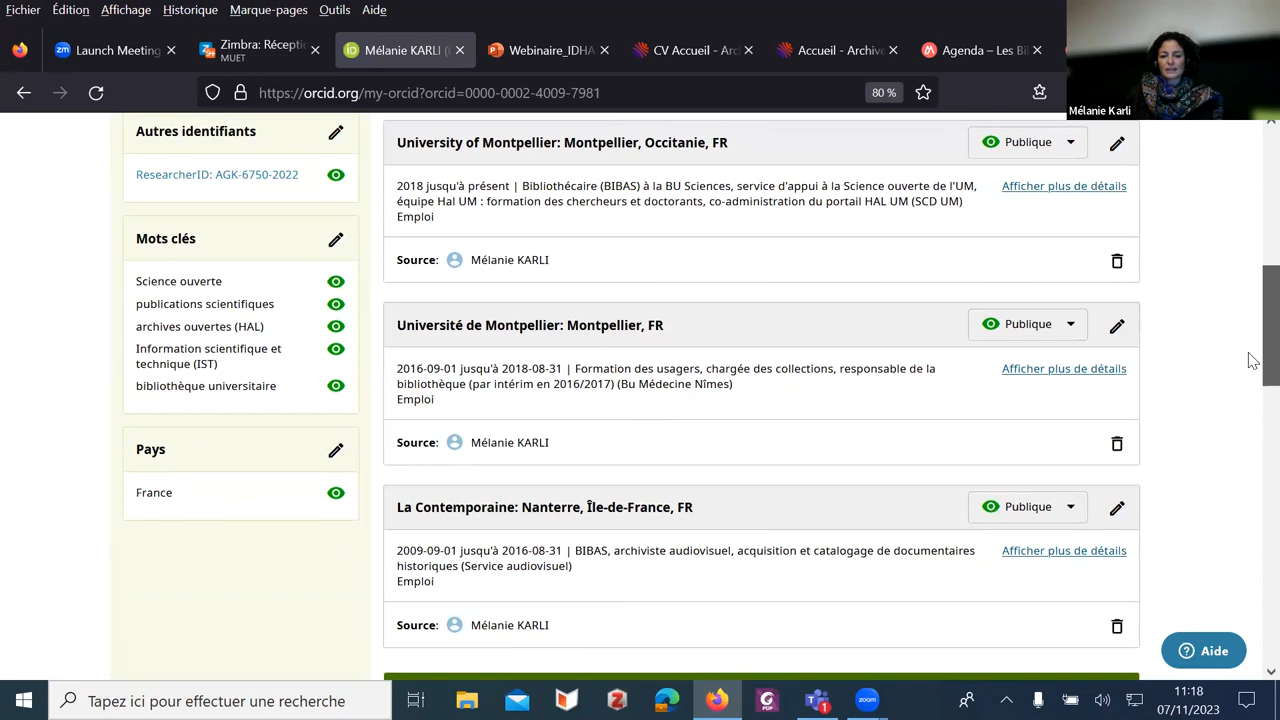 Fichier Édition Affichage Historique Marque-pages Outils Aide
Launch Meeting
Zimbra: Réceptic
MUET
Mélanie KARLI (
Webinaire_IDHA
CV Accueil - Arch
Accueil - Archive
Agenda – Les Bi
https://orcid.org/my-orcid?orcid=0000-0002-4009-7981
80 %
Mélanie Karli
Autres identifiants
ResearcherID: AGK-6750-2022
Mots clés
Science ouverte
publications scientifiques
archives ouvertes (HAL)
Information scientifique et
technique (IST)
bibliothèque universitaire
Pays
France
University of Montpellier: Montpellier, Occitanie, FR
Publique
2018 jusqu'à présent | Bibliothécaire (BIBAS) à la BU Sciences, service d'appui à la Science ouverte de l'UM,
équipe Hal UM : formation des chercheurs et doctorants, co-administration du portail HAL UM (SCD UM)
Emploi
Afficher plus de détails
Source: Mélanie KARLI
Université de Montpellier: Montpellier, FR
Publique
2016-09-01 jusqu'à 2018-08-31 | Formation des usagers, chargée des collections, responsable de la
bibliothèque (par intérim en 2016/2017) (Bu Médecine Nîmes)
Emploi
Afficher plus de détails
Source: Mélanie KARLI
La Contemporaine: Nanterre, Île-de-France, FR
Publique
2009-09-01 jusqu'à 2016-08-31 | BIBAS, archiviste audiovisuel, acquisition et catalogage de documentaires
historiques (Service audiovisuel)
Emploi
Afficher plus de détails
Source: Mélanie KARLI
Aide
Tapez ici pour effectuer une recherche
11:18
07/11/2023